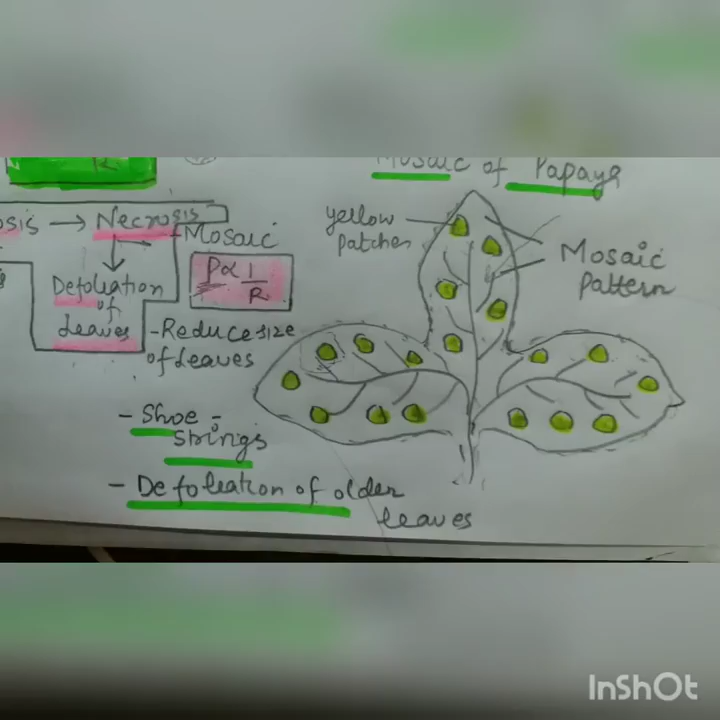 Mosaic of Papaya
osis → Necrosis
Defoliation
of
Leaves
- Mosaic
P ∝ 1/R
- Reduce size
of leaves
- Shoe -
Strings
- Defoliation of older
leaves
yellow
patches
Mosaic
pattern
InShOt